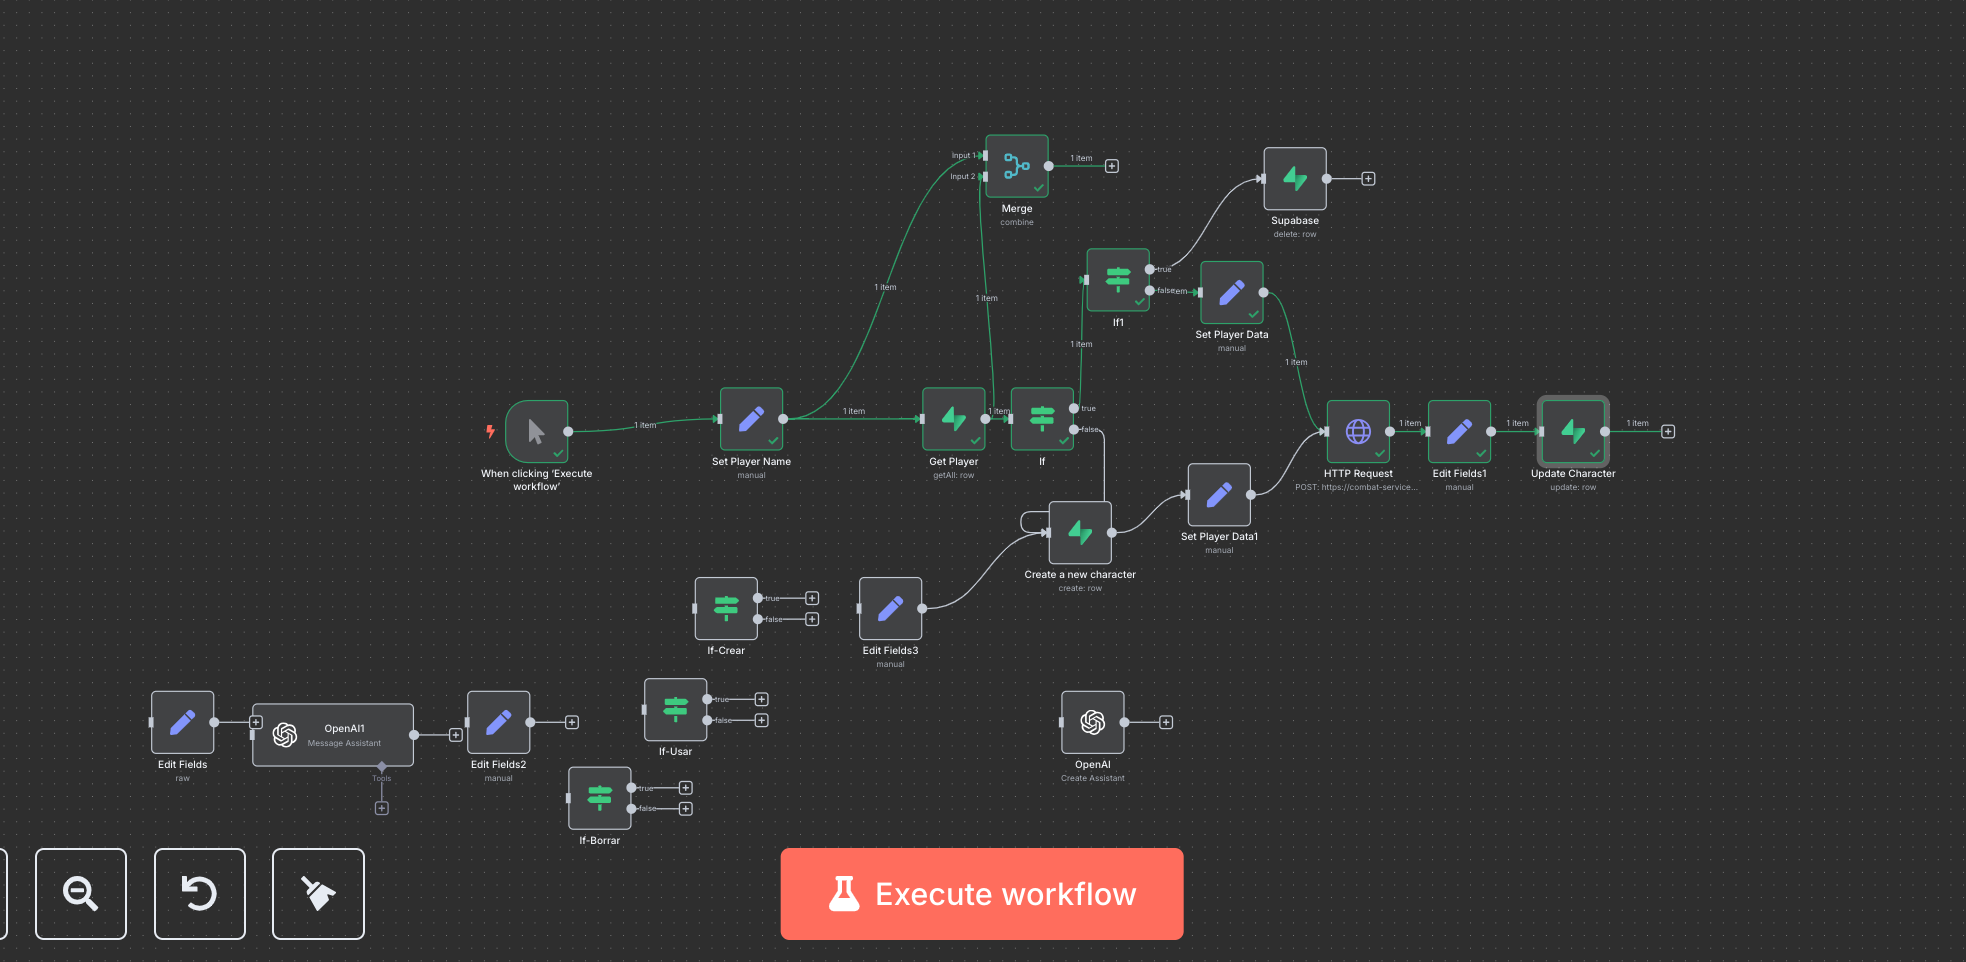 Input 1
1 item
Input 2
Merge
combine
Supabase
delete: row
true
false
em
If1
Set Player Data
manual
1 item
1 item
1 item
1 item
1 item
1 item
1 item
true
false
When clicking ‘Execute
workflow’
Set Player Name
manual
Get Player
getAll: row
If
1 item
1 item
1 item
HTTP Request
POST: https://combat-service...
Edit Fields1
manual
Update Character
update: row
Set Player Data1
manual
Create a new character
create: row
true
false
If-Crear
Edit Fields3
manual
true
false
If-Usar
Edit Fields
raw
OpenAI1
Message Assistant
Tools
Edit Fields2
manual
OpenAI
Create Assistant
true
false
If-Borrar
Execute workflow